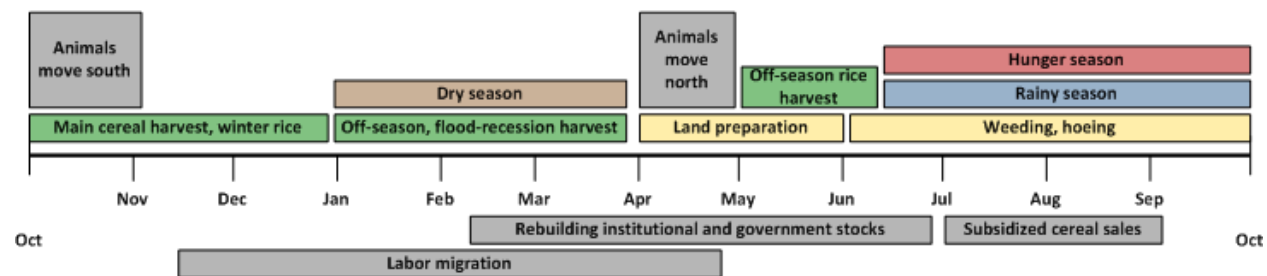 Animals
move south
Animals
move
north
Hunger season
Off-season rice
harvest
Dry season
Rainy season
Main cereal harvest, winter rice
Off-season, flood-recession harvest
Land preparation
Weeding, hoeing
Nov
Dec
Jan
Feb
Mar
Apr
May
Jun
Jul
Aug
Sep
Oct
Rebuilding institutional and government stocks
Subsidized cereal sales
Oct
Labor migration